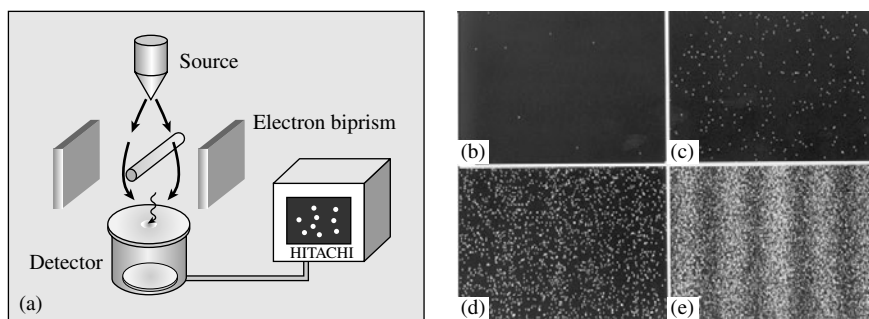 Source
Electron biprism
HITACHI
Detector
(a)
(b)
(c)
(d)
(e)